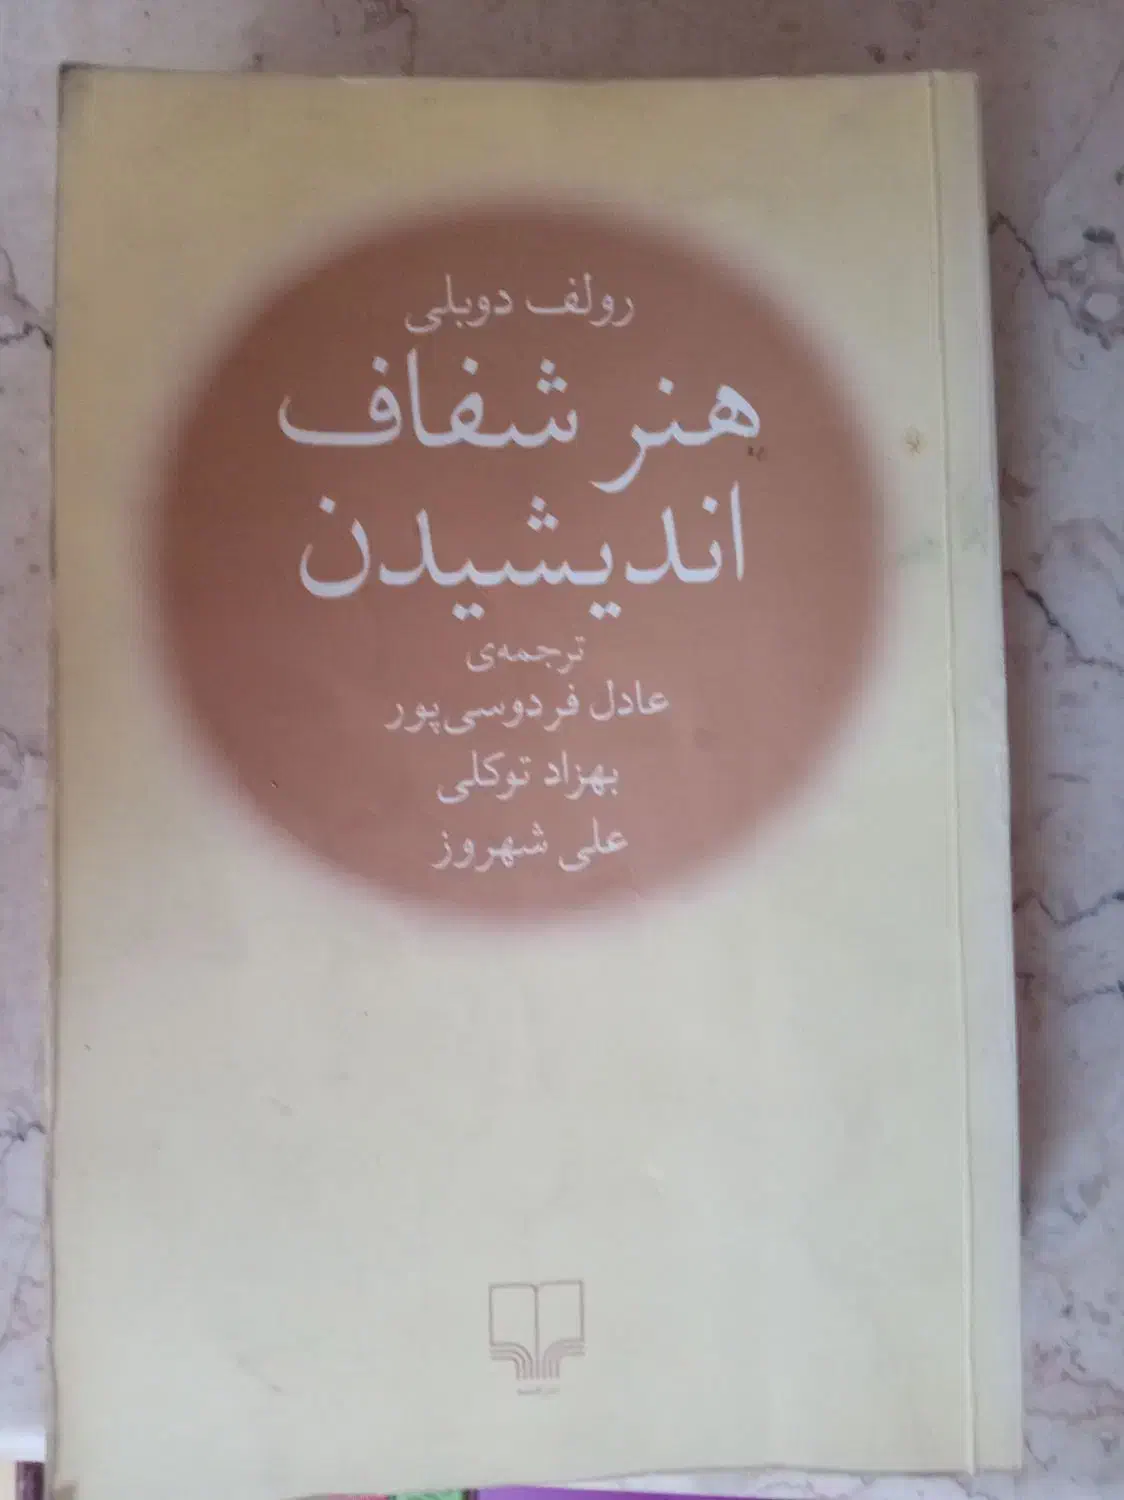 رولف دوبلی
هنر شفاف
اندیشیدن
ترجمه‌ی
عادل فردوسی‌پور
بهزاد توکلی
علی شهروز